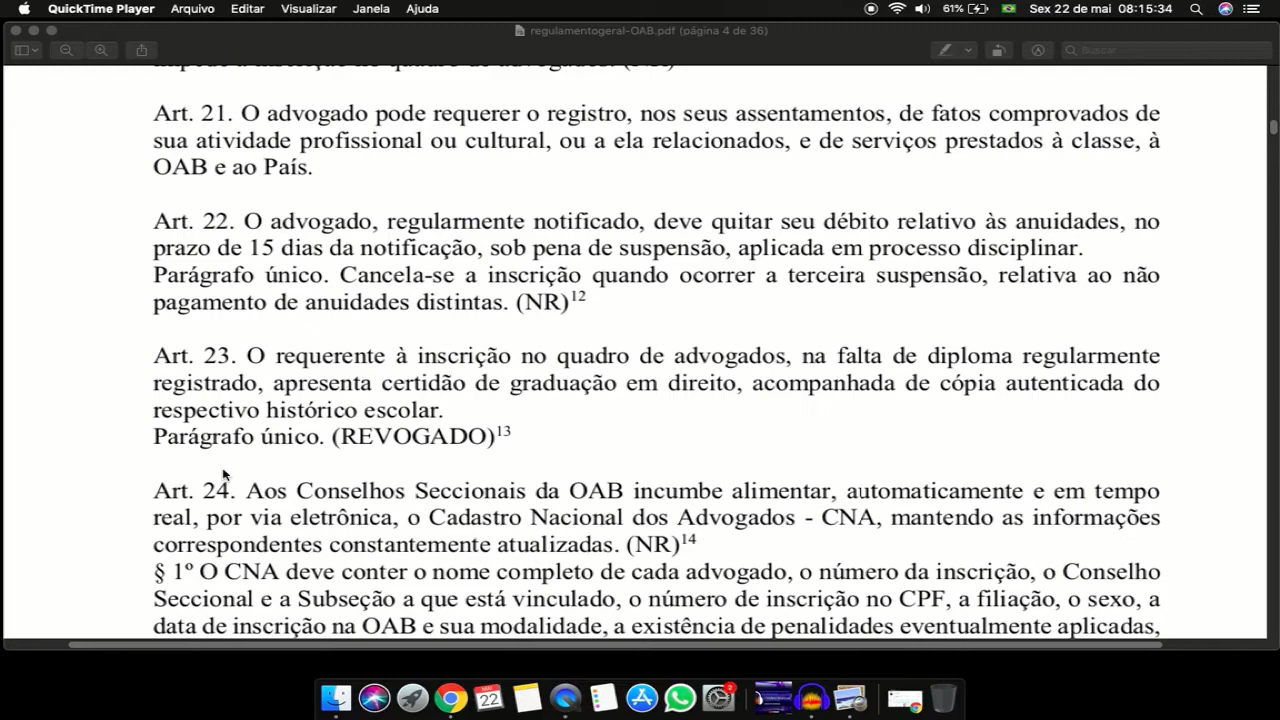 QuickTime Player Arquivo Editar Visualizar Janela Ajuda 61% Sex 22 de mai 08:15:34
regulamentogeral-OAB.pdf (página 4 de 36)
Buscar
Art. 21. O advogado pode requerer o registro, nos seus assentamentos, de fatos comprovados de
sua atividade profissional ou cultural, ou a ela relacionados, e de serviços prestados à classe, à
OAB e ao País.
Art. 22. O advogado, regularmente notificado, deve quitar seu débito relativo às anuidades, no
prazo de 15 dias da notificação, sob pena de suspensão, aplicada em processo disciplinar.
Parágrafo único. Cancela-se a inscrição quando ocorrer a terceira suspensão, relativa ao não
pagamento de anuidades distintas. (NR)12
Art. 23. O requerente à inscrição no quadro de advogados, na falta de diploma regularmente
registrado, apresenta certidão de graduação em direito, acompanhada de cópia autenticada do
respectivo histórico escolar.
Parágrafo único. (REVOGADO)13
Art. 24. Aos Conselhos Seccionais da OAB incumbe alimentar, automaticamente e em tempo
real, por via eletrônica, o Cadastro Nacional dos Advogados - CNA, mantendo as informações
correspondentes constantemente atualizadas. (NR)14
§ 1º O CNA deve conter o nome completo de cada advogado, o número da inscrição, o Conselho
Seccional e a Subseção a que está vinculado, o número de inscrição no CPF, a filiação, o sexo, a
data de inscrição na OAB e sua modalidade, a existência de penalidades eventualmente aplicadas,
22
2